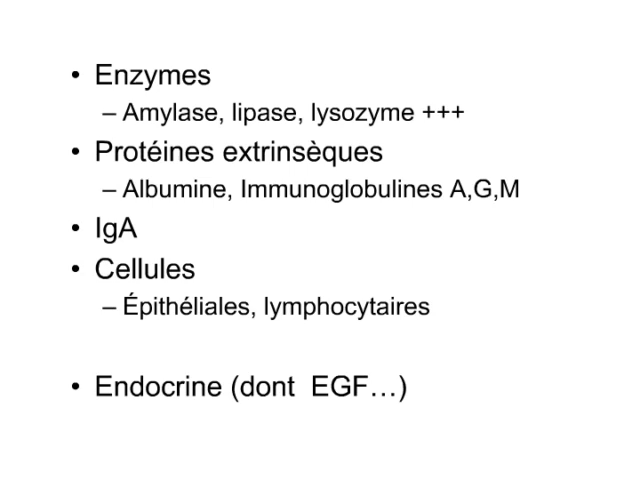 • Enzymes
– Amylase, lipase, lysozyme +++
• Protéines extrinsèques
– Albumine, Immunoglobulines A,G,M
• IgA
• Cellules
– Épithéliales, lymphocytaires
• Endocrine (dont  EGF…)